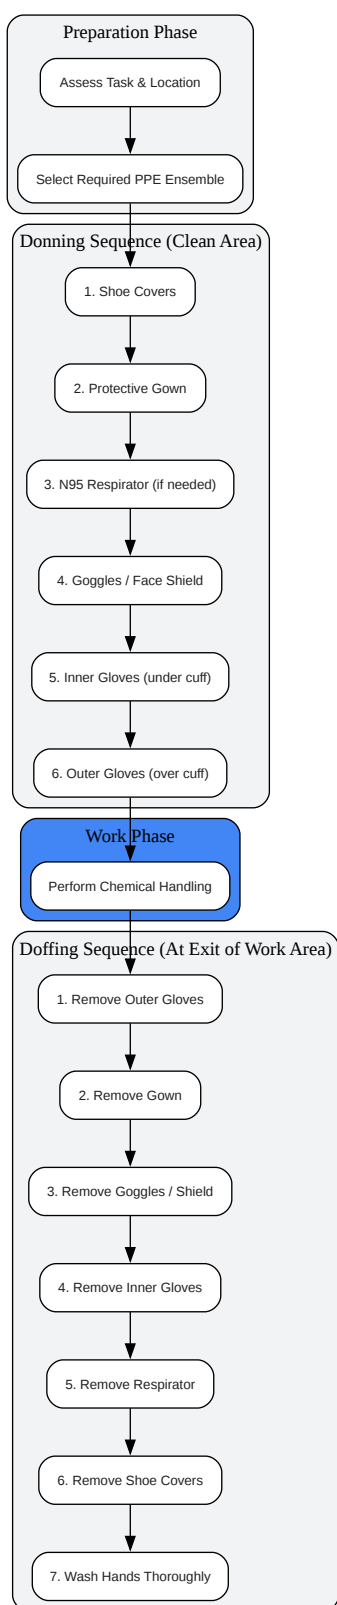 Preparation Phase
Assess Task & Location
Select Required PPE Ensemble
Donning Sequence (Clean Area)
1. Shoe Covers
2. Protective Gown
3. N95 Respirator (if needed)
4. Goggles / Face Shield
5. Inner Gloves (under cuff)
6. Outer Gloves (over cuff)
Work Phase
Perform Chemical Handling
Doffing Sequence (At Exit of Work Area)
1. Remove Outer Gloves
2. Remove Gown
3. Remove Goggles / Shield
4. Remove Inner Gloves
5. Remove Respirator
6. Remove Shoe Covers
7. Wash Hands Thoroughly